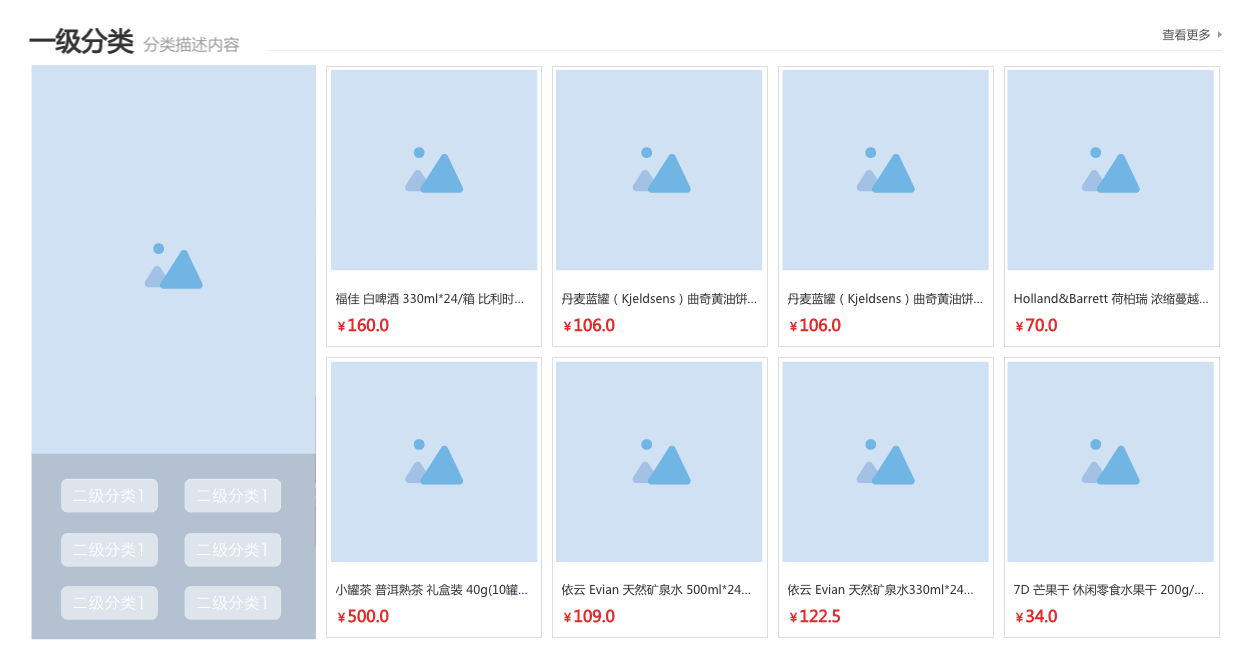 一级分类 分类描述内容
查看更多
福佳 白啤酒 330ml*24/箱 比利时...
¥160.0
丹麦蓝罐（Kjeldsens）曲奇黄油饼...
¥106.0
丹麦蓝罐（Kjeldsens）曲奇黄油饼...
¥106.0
Holland&Barrett 荷柏瑞 浓缩蔓越...
¥70.0
二级分类1 二级分类1
二级分类1 二级分类1
二级分类1 二级分类1
小罐茶 普洱熟茶 礼盒装 40g(10罐...
¥500.0
依云 Evian 天然矿泉水 500ml*24...
¥109.0
依云 Evian 天然矿泉水330ml*24...
¥122.5
7D 芒果干 休闲零食水果干 200g/...
¥34.0